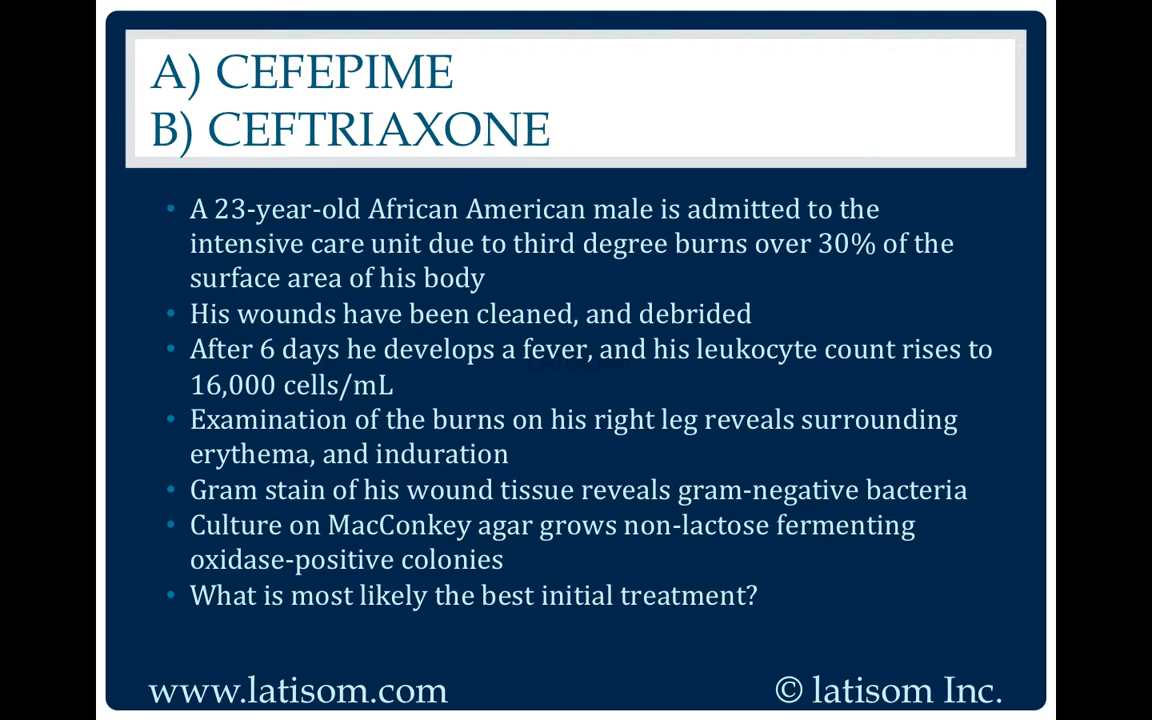 A) CEFEPIME
B) CEFTRIAXONE
• A 23-year-old African American male is admitted to the
intensive care unit due to third degree burns over 30% of the
surface area of his body
• His wounds have been cleaned, and debrided
• After 6 days he develops a fever, and his leukocyte count rises to
16,000 cells/mL
• Examination of the burns on his right leg reveals surrounding
erythema, and induration
• Gram stain of his wound tissue reveals gram-negative bacteria
• Culture on MacConkey agar grows non-lactose fermenting
oxidase-positive colonies
• What is most likely the best initial treatment?
www.latisom.com © latisom Inc.